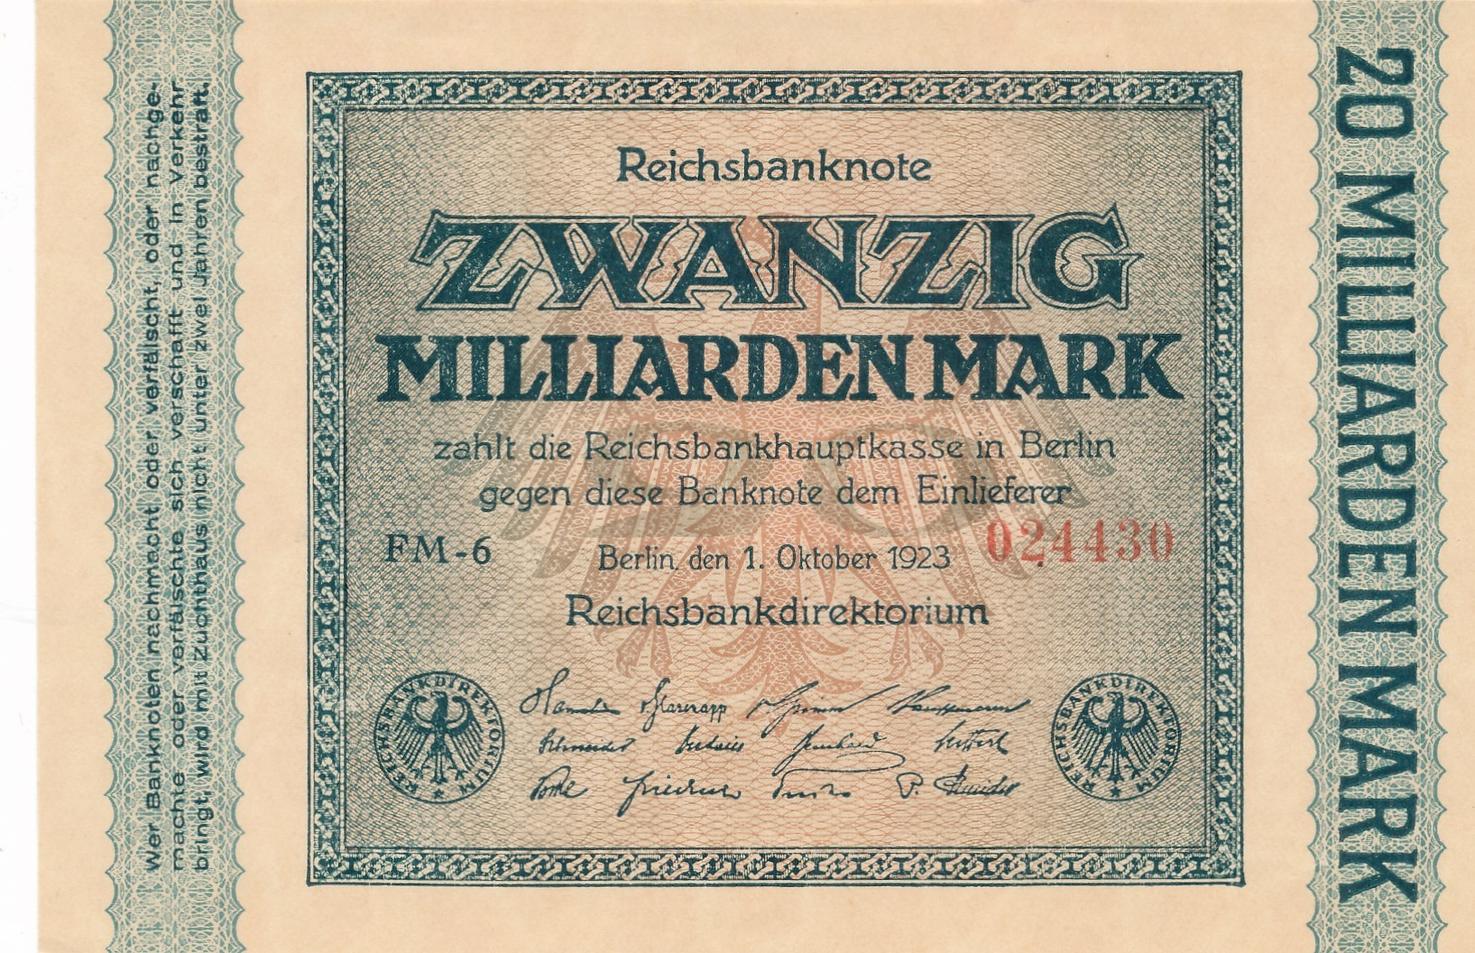 Wer Banknoten nachmacht oder verfälscht, oder nachge-
machte oder verfälschte sich verschafft und in Verkehr
bringt, wird mit Zuchthaus nicht unter zwei Jahren bestraft.
Reichsbanknote
ZWANZIG
MILLIARDEN MARK
zahlt die Reichsbankhauptkasse in Berlin
gegen diese Banknote dem Einlieferer
FM-6
Berlin, den 1. Oktober 1923
024430
Reichsbankdirektorium
REICHSBANKDIREKTORIUM
REICHSBANKDIREKTORIUM
20 MILLIARDEN MARK